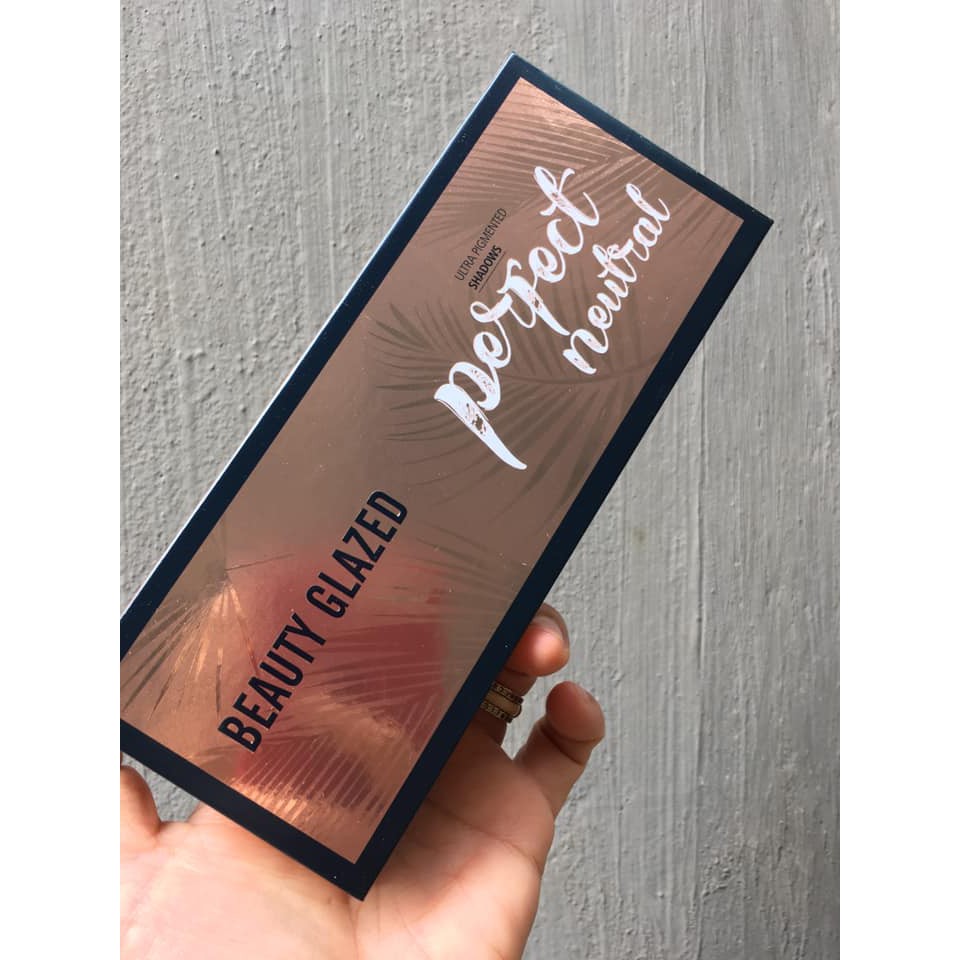 ULTRA PIGMENTED
SHADOWS
perfect
neutral
BEAUTY GLAZED